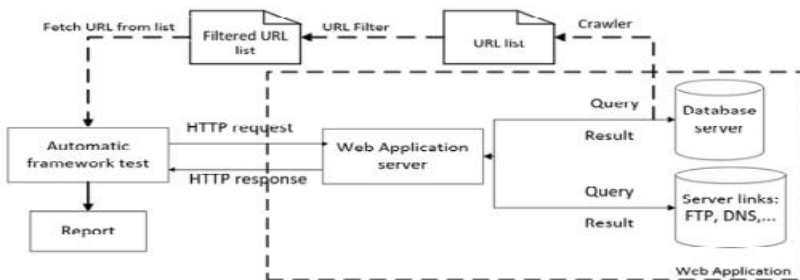 Fetch URL from list
Filtered URL
list
URL Filter
URL list
Crawler
Automatic
framework test
HTTP request
HTTP response
Web Application
server
Query
Result
Database
server
Query
Result
Server links:
FTP, DNS,...
Report
Web Application